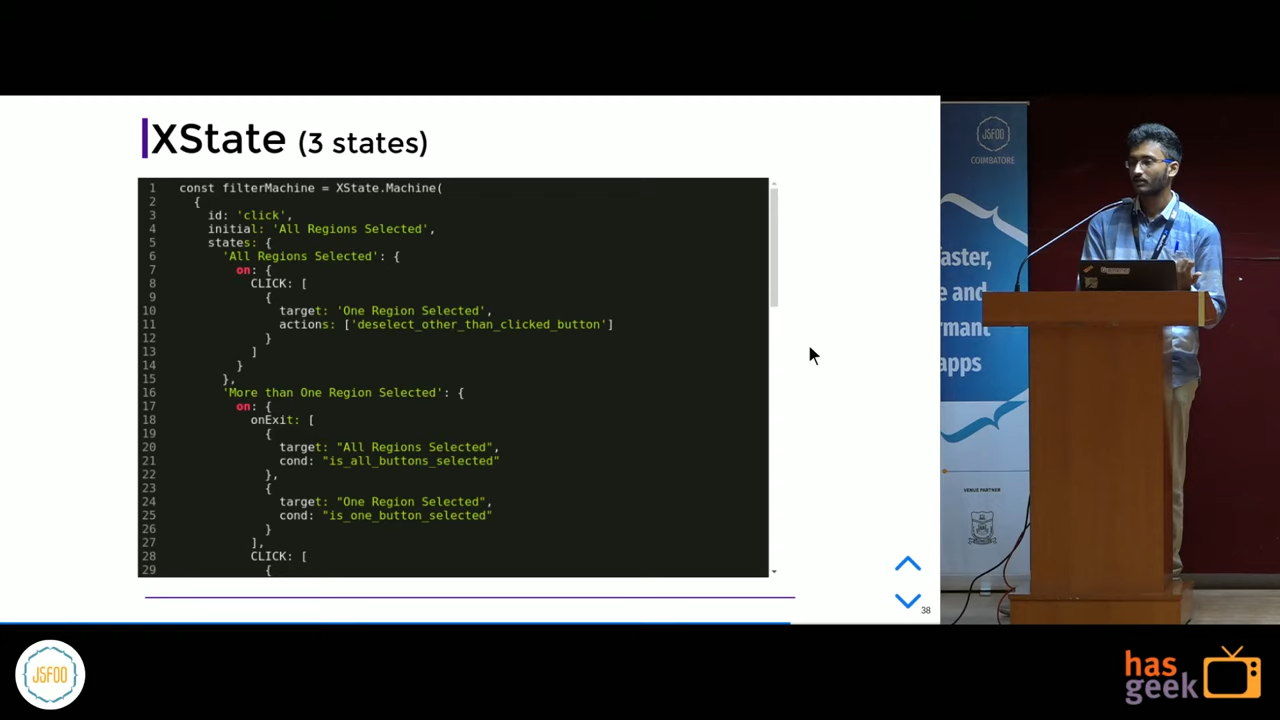 XState (3 states)
1 const filterMachine = XState.Machine(
2 {
3 id: 'click',
4 initial: 'All Regions Selected',
5 states: {
6 'All Regions Selected': {
7 on: {
8 CLICK: [
9 {
10 target: 'One Region Selected',
11 actions: ['deselect_other_than_clicked_button']
12 }
13 ]
14 }
15 },
16 'More than One Region Selected': {
17 on: {
18 onExit: [
19 {
20 target: "All Regions Selected",
21 cond: "is_all_buttons_selected"
22 },
23 {
24 target: "One Region Selected",
25 cond: "is_one_button_selected"
26 }
27 ],
28 CLICK: [
29 {
38
JSFOO
COIMBATORE
aster,
e and
rmant
apps
VENUE PARTNER
JSFOO
has
geek